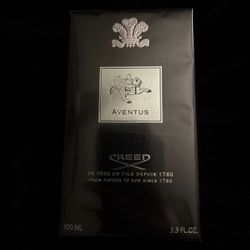 AVENTUS
CREED
DE PÈRE EN FILS DEPUIS 1760
FROM FATHER TO SON SINCE 1760
100 ML
3.3 FL.OZ.